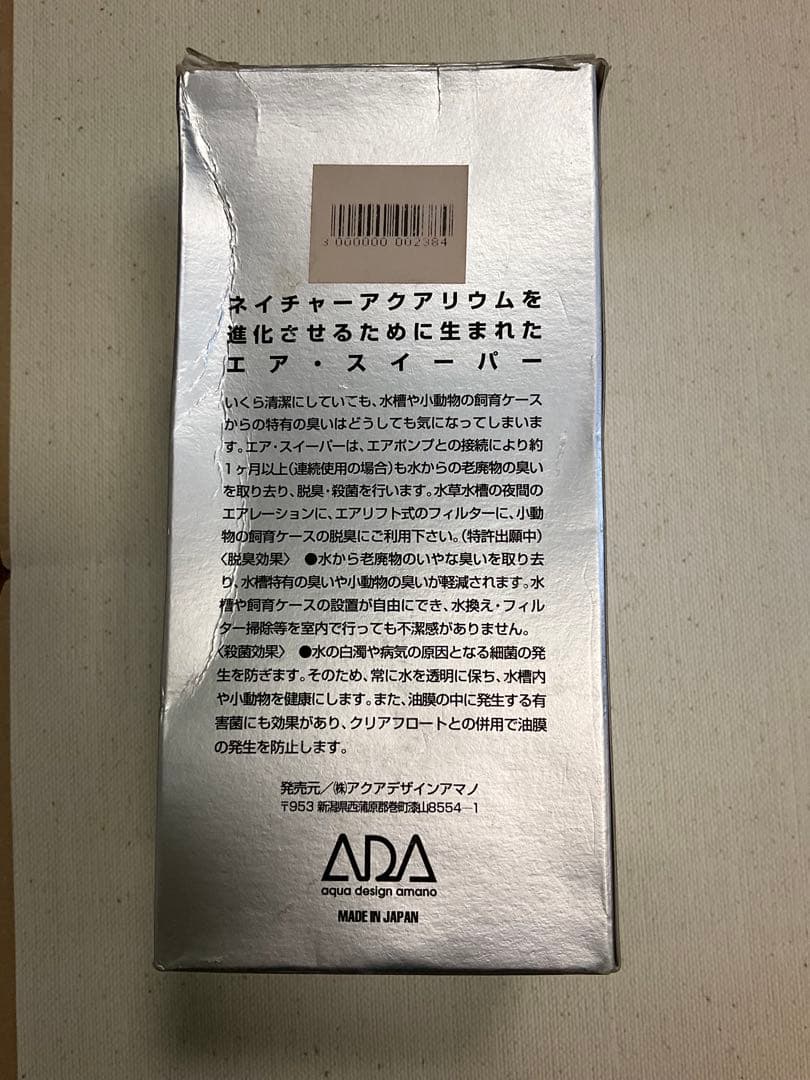 3 000000 002384
ネイチャーアクアリウムを
進化させるために生まれた
エア・スイーパー
いくら清潔にしていても、水槽や小動物の飼育ケース
からの特有の臭いはどうしても気になってしまいま
す。エア・スイーパーは、エアポンプとの接続により約
1ヶ月以上(連続使用の場合)も水からの老廃物の臭い
を取り去り、脱臭・殺菌を行います。水草水槽の夜間の
エアレーションに、エアリフト式のフィルターに、小動
物の飼育ケースの脱臭にご利用下さい。(特許出願中)
〈脱臭効果〉 ●水から老廃物のいやな臭いを取り去
り、水槽特有の臭いや小動物の臭いが軽減されます。水
槽や飼育ケースの設置が自由にでき、水換え・フィル
ター掃除等を室内で行っても不潔感がありません。
〈殺菌効果〉 ●水の白濁や病気の原因となる細菌の発
生を防ぎます。そのため、常に水を透明に保ち、水槽内
や小動物を健康にします。また、油膜の中に発生する有
害菌にも効果があり、クリアフロートとの併用で油膜
の発生を防止します。
発売元/㈱アクアデザインアマノ
〒953 新潟県西蒲原郡巻町漆山8554-1
ADA
aqua design amano
MADE IN JAPAN